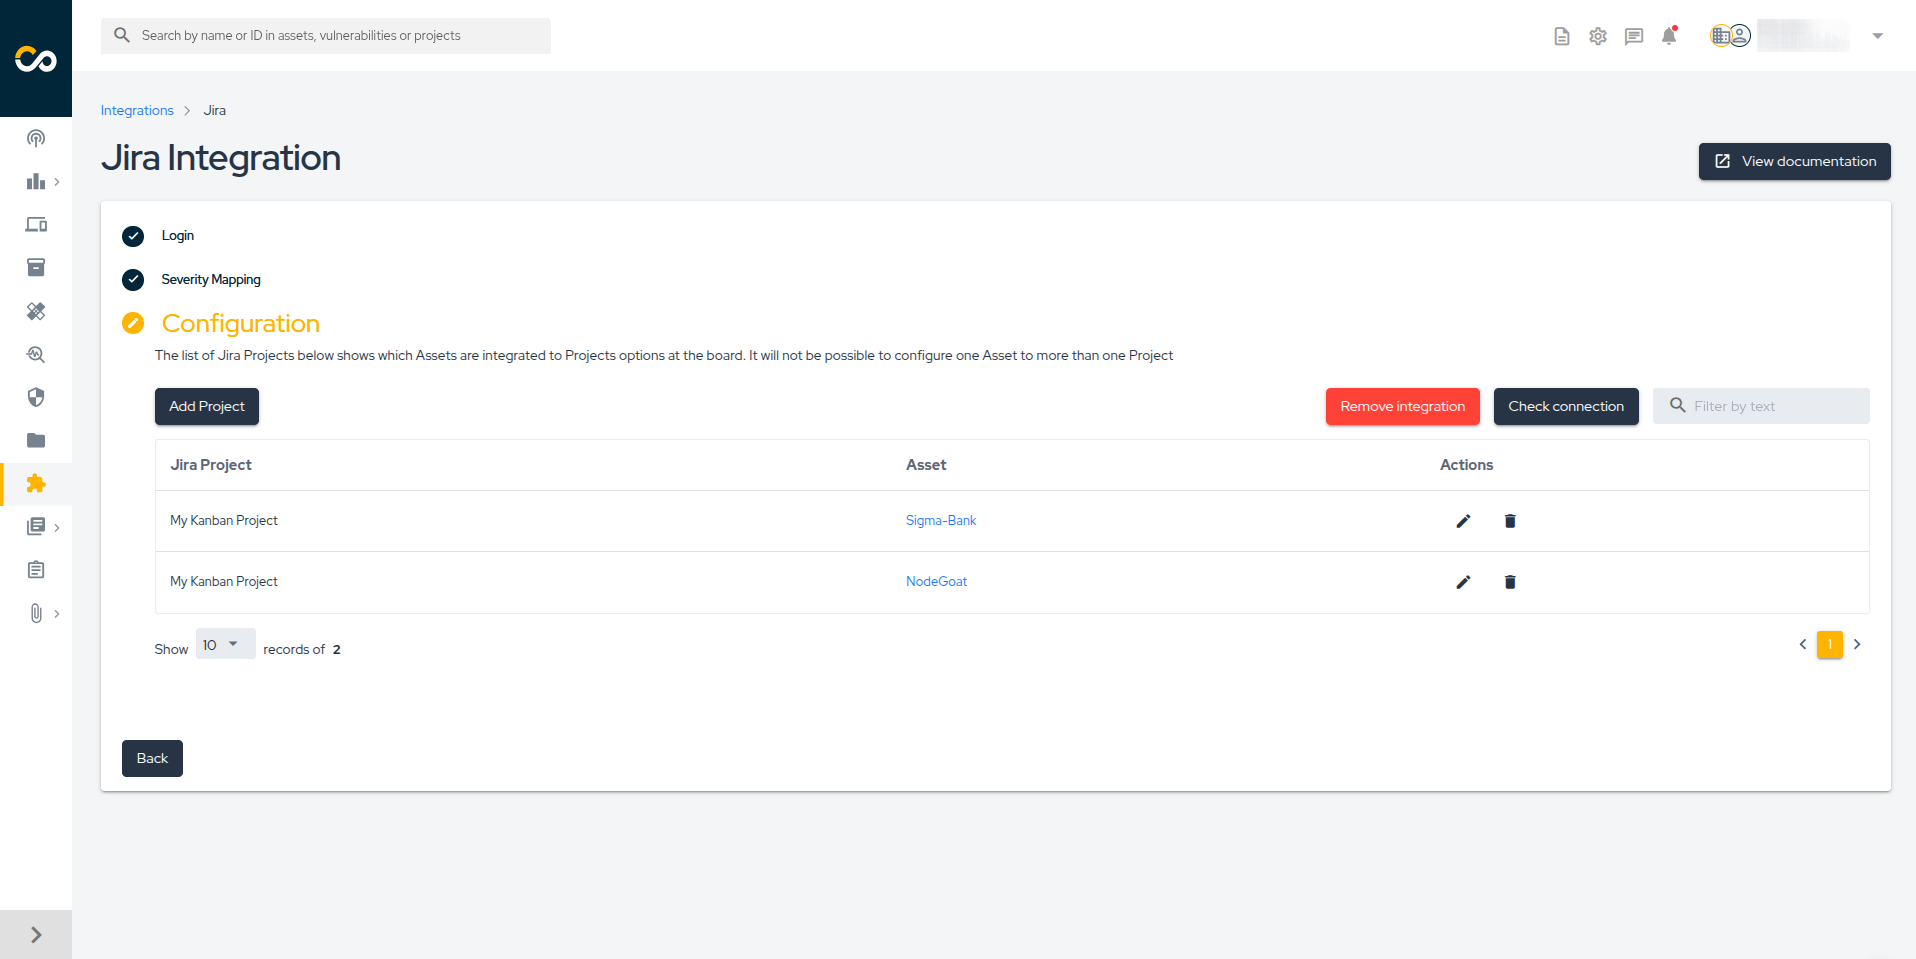 Search by name or ID in assets, vulnerabilities or projects
Integrations > Jira
Jira Integration
View documentation
Login
Severity Mapping
Configuration
The list of Jira Projects below shows which Assets are integrated to Projects options at the board. It will not be possible to configure one Asset to more than one Project
Add Project Remove integration Check connection Filter by text
Jira Project Asset Actions
My Kanban Project Sigma-Bank
My Kanban Project NodeGoat
Show 10 records of 2 1
Back